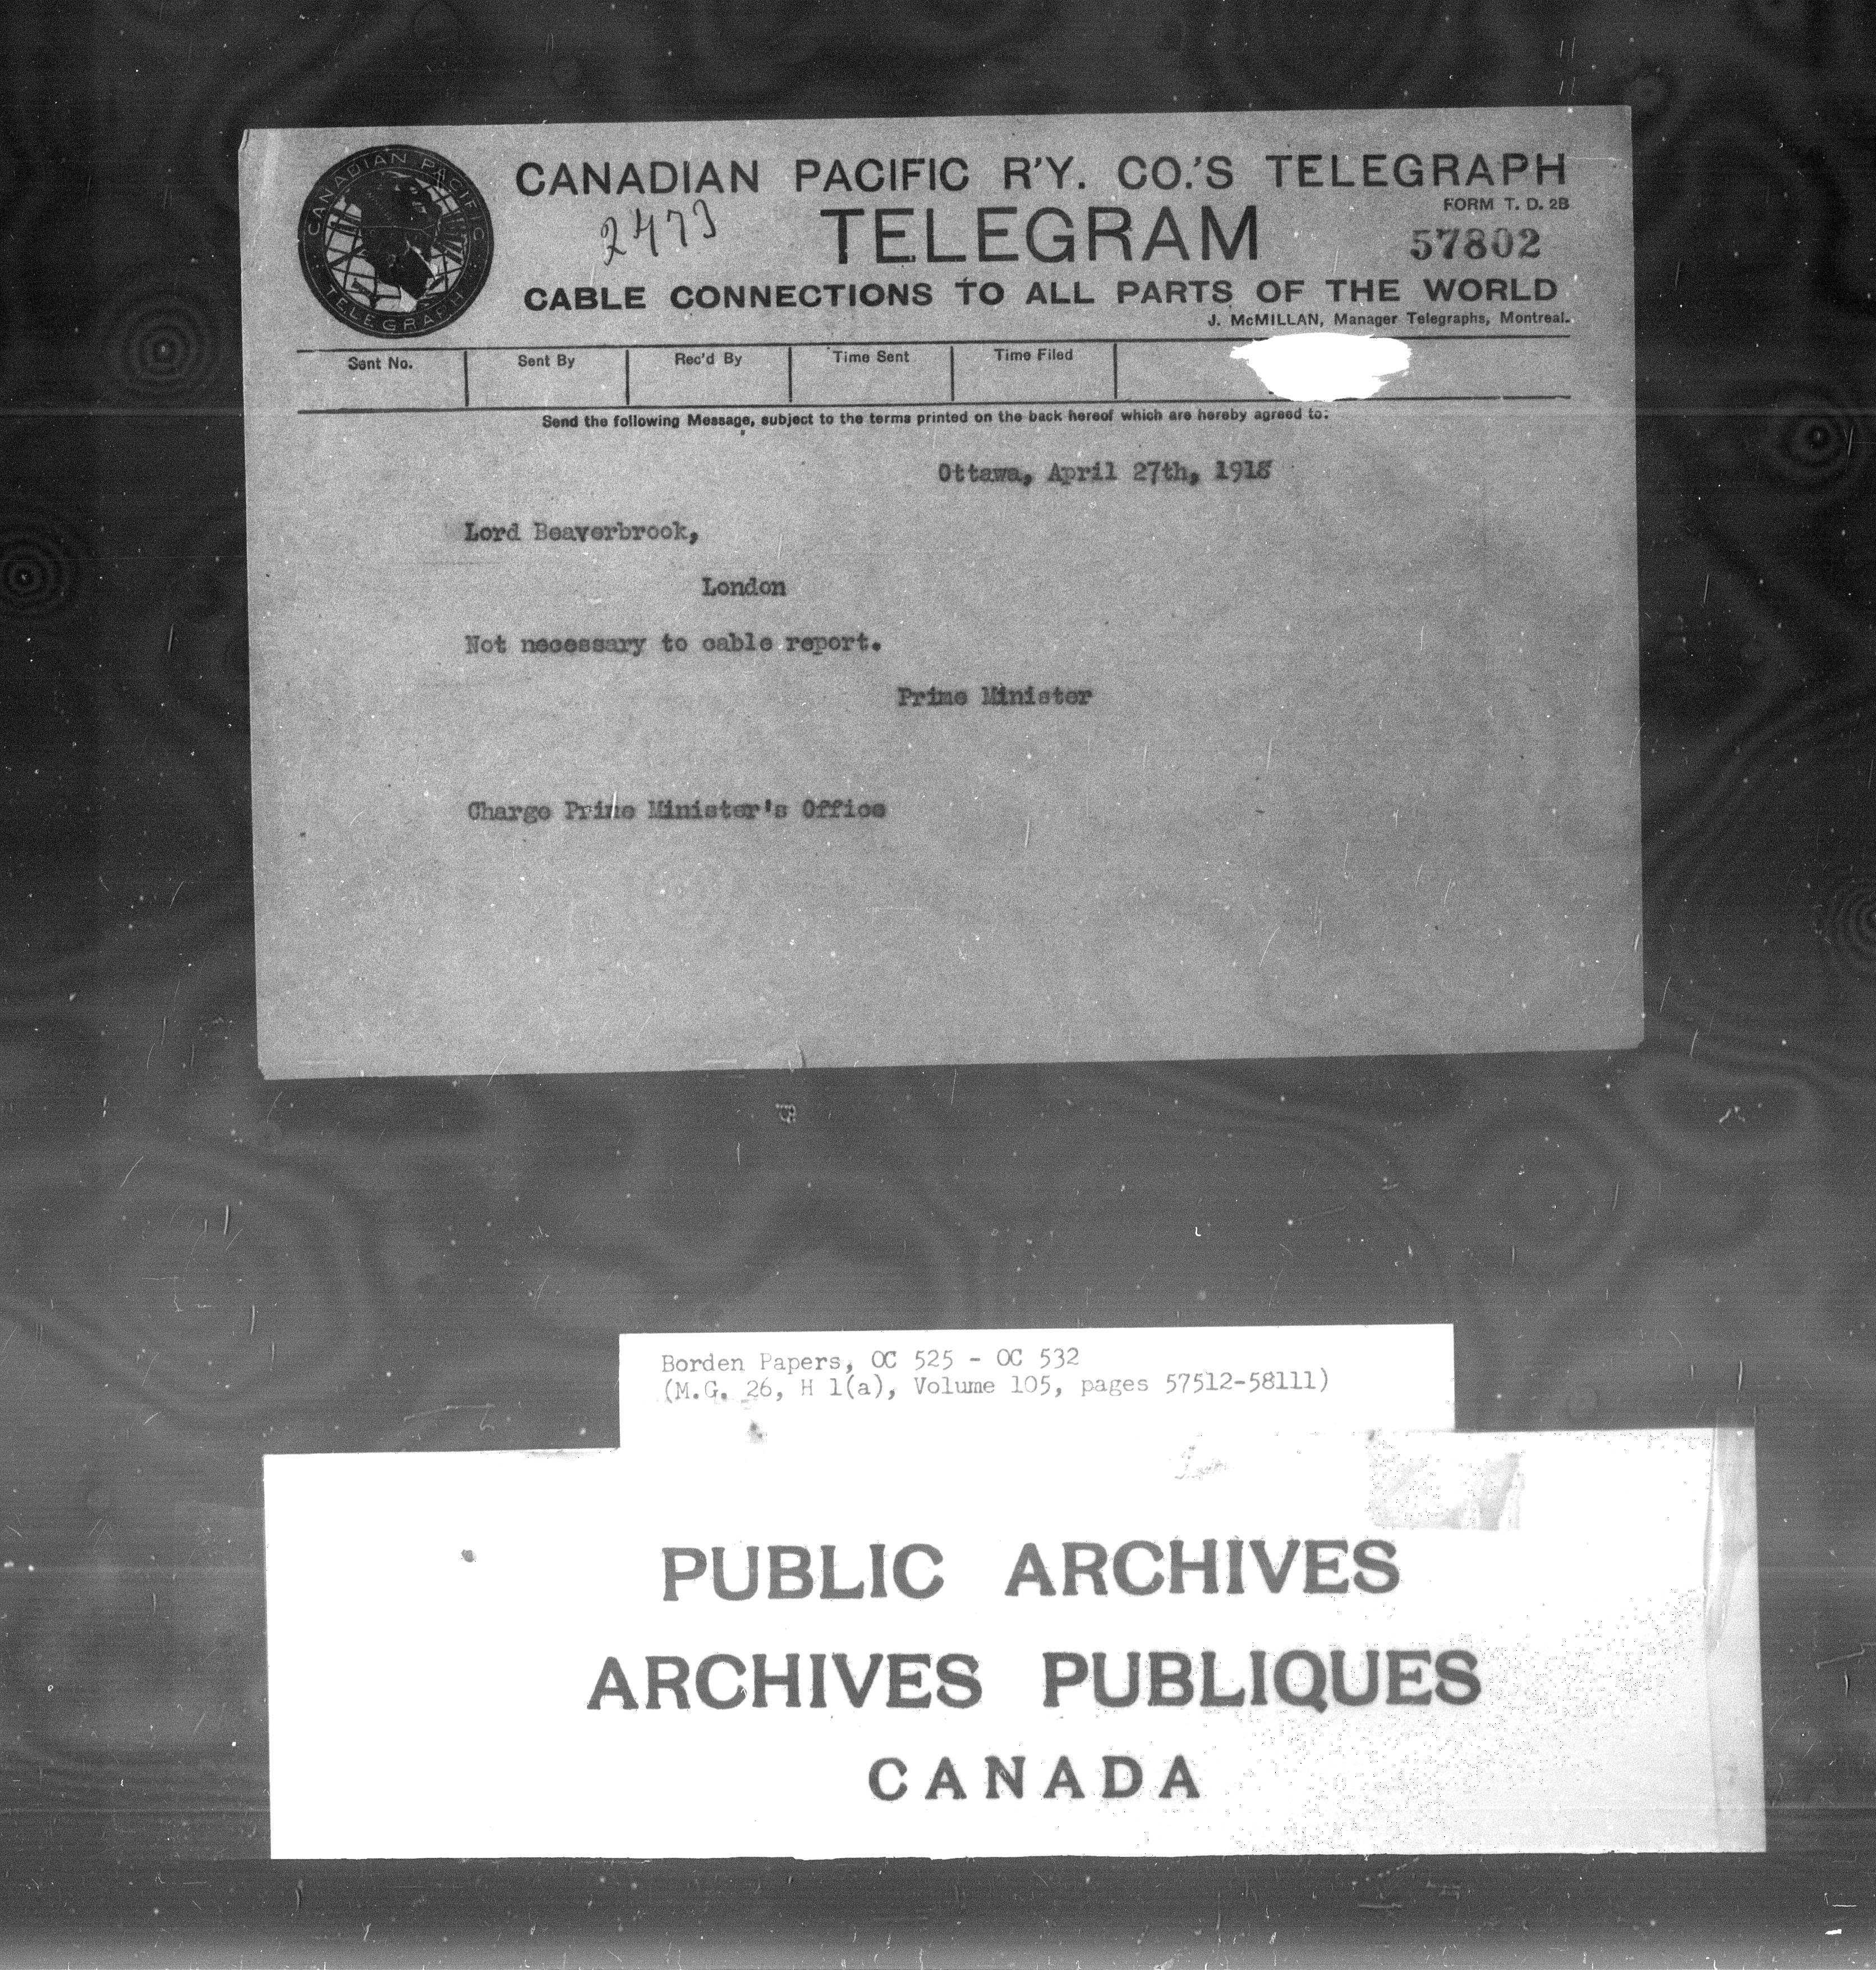 CANADIAN PACIFIC
TELEGRAPH
CANADIAN PACIFIC R'Y. CO.'S TELEGRAPH
FORM T. D. 2B
2473
TELEGRAM
57802
CABLE CONNECTIONS TO ALL PARTS OF THE WORLD
J. McMILLAN, Manager Telegraphs, Montreal.
Sent No. Sent By Rec'd By Time Sent Time Filed
Send the following Message, subject to the terms printed on the back hereof which are hereby agreed to:
Ottawa, April 27th, 1918
Lord Beaverbrook,
London
Not necessary to cable report.
Prime Minister
Charge Prime Minister's Office
Borden Papers, OC 525 - OC 532
(M.G. 26, H 1(a), Volume 105, pages 57512-58111)
PUBLIC ARCHIVES
ARCHIVES PUBLIQUES
CANADA